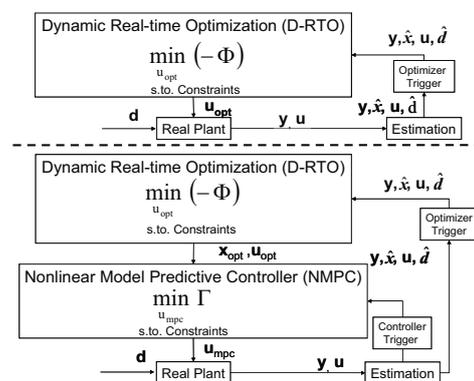 Dynamic Real-time Optimization (D-RTO)
min (−Φ)
u_opt
s.to. Constraints
y, x̂, u, d̂
Optimizer
Trigger
u_opt
y, x̂, u, d̂
d
Real Plant
y, u
Estimation
Dynamic Real-time Optimization (D-RTO)
min (−Φ)
u_opt
s.to. Constraints
y, x̂, u, d̂
Optimizer
Trigger
x_opt ,u_opt
y, x̂, u, d̂
Nonlinear Model Predictive Controller (NMPC)
min Γ
u_mpc
s.to. Constraints
Controller
Trigger
u_mpc
d
Real Plant
y, u
Estimation